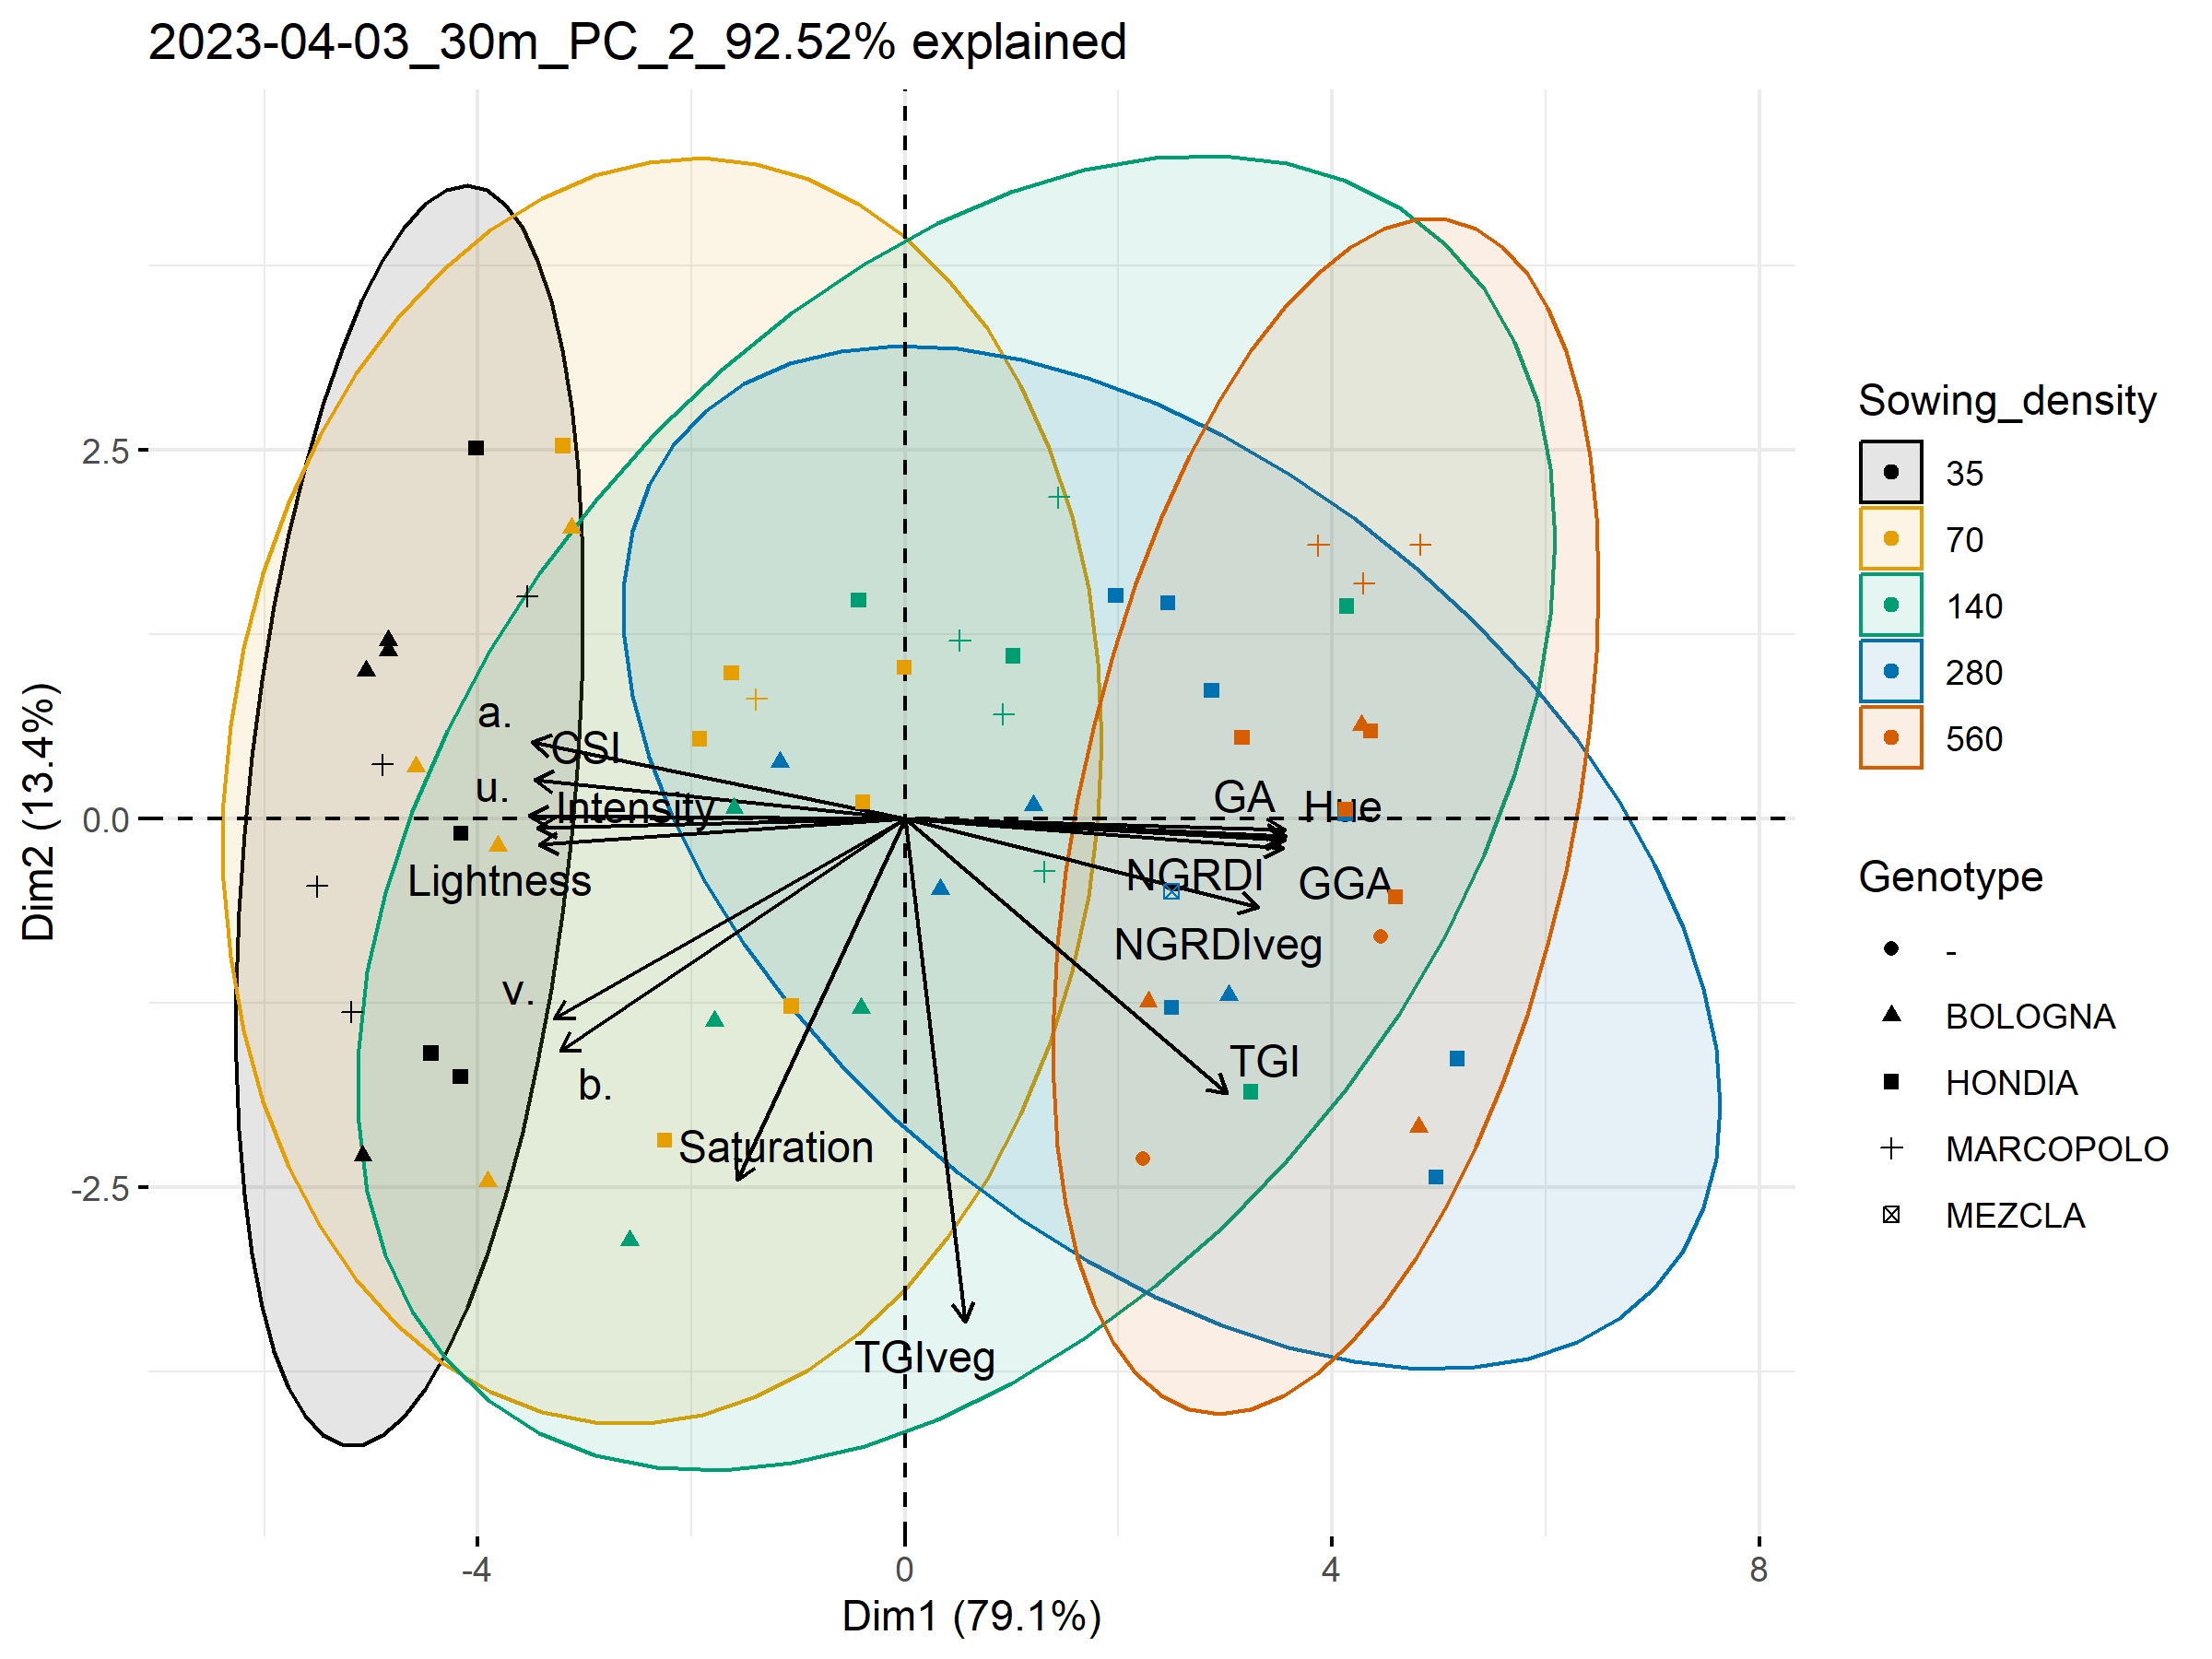 2023-04-03_30m_PC_2_92.52% explained
Dim2 (13.4%)
2.5
0.0
-2.5
a.
CSI
u.
Intensity
Lightness
v.
b.
Saturation
TGIveg
GA
Hue
NGRDI
GGA
NGRDIveg
TGI
-4
0
4
8
Dim1 (79.1%)
Sowing_density
35
70
140
280
560
Genotype
-
BOLOGNA
HONDIA
MARCOPOLO
MEZCLA